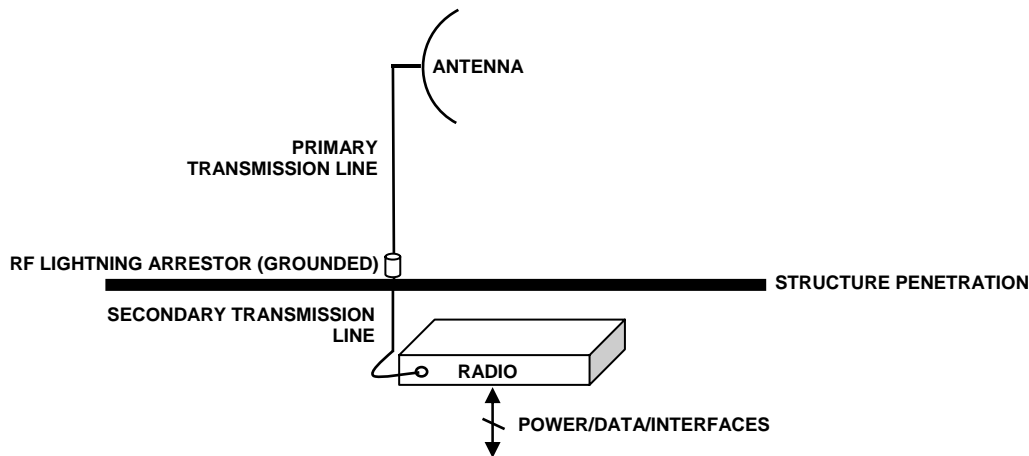 ANTENNA
PRIMARY
TRANSMISSION LINE
RF LIGHTNING ARRESTOR (GROUNDED)
STRUCTURE PENETRATION
SECONDARY TRANSMISSION
LINE
RADIO
POWER/DATA/INTERFACES